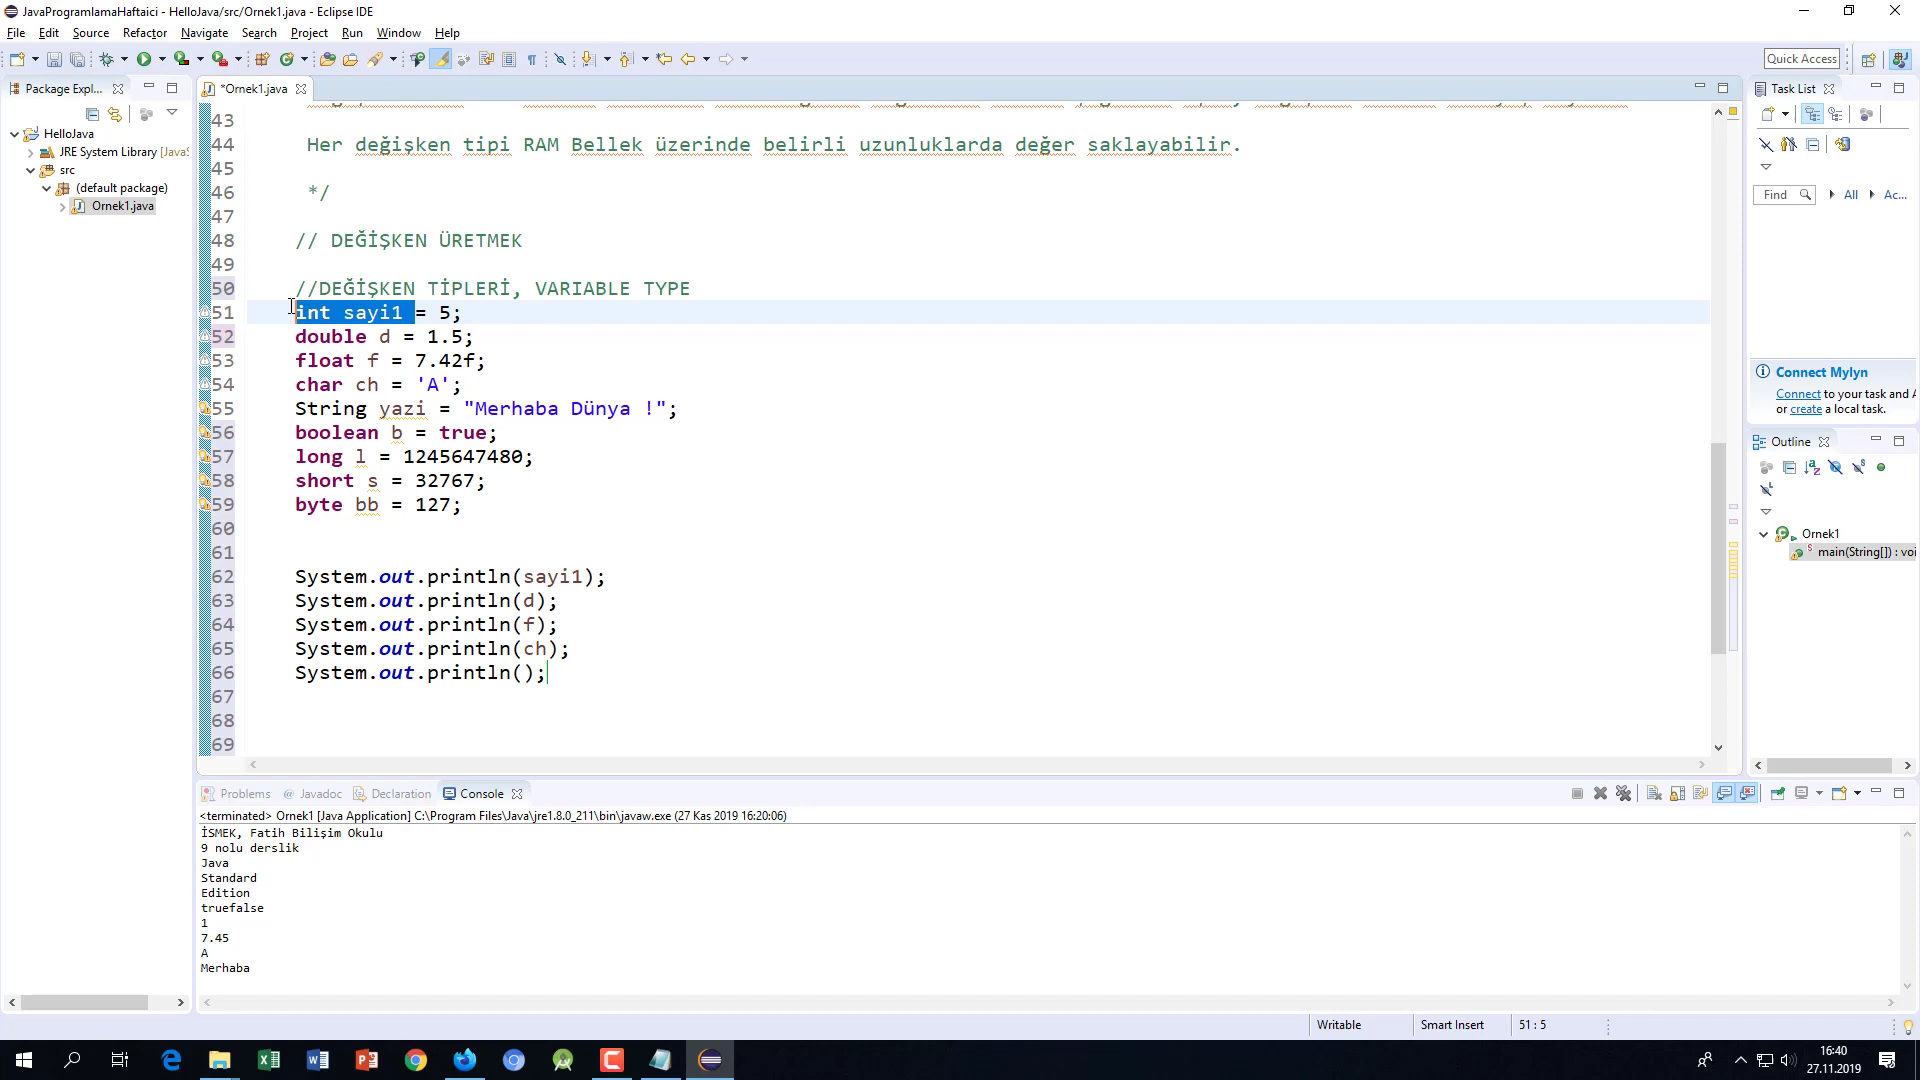 JavaProgramlamaHaftaici - HelloJava/src/Ornek1.java - Eclipse IDE
File Edit Source Refactor Navigate Search Project Run Window Help
Quick Access
Package Expl...
HelloJava
JRE System Library [JavaS
src
(default package)
Ornek1.java
*Ornek1.java
43
44 Her değişken tipi RAM Bellek üzerinde belirli uzunluklarda değer saklayabilir.
45
46 */
47
48 // DEĞİŞKEN ÜRETMEK
49
50 //DEĞİŞKEN TİPLERİ, VARIABLE TYPE
51 int sayi1 = 5;
52 double d = 1.5;
53 float f = 7.42f;
54 char ch = 'A';
55 String yazi = "Merhaba Dünya !";
56 boolean b = true;
57 long l = 1245647480;
58 short s = 32767;
59 byte bb = 127;
60
61
62 System.out.println(sayi1);
63 System.out.println(d);
64 System.out.println(f);
65 System.out.println(ch);
66 System.out.println();
67
68
69
Task List
Find All Ac...
Connect Mylyn
Connect to your task and A
or create a local task.
Outline
Ornek1
main(String[]) : voi
Problems Javadoc Declaration Console
<terminated> Ornek1 [Java Application] C:\Program Files\Java\jre1.8.0_211\bin\javaw.exe (27 Kas 2019 16:20:06)
İSMEK, Fatih Bilişim Okulu
9 nolu derslik
Java
Standard
Edition
truefalse
1
7.45
A
Merhaba
Writable Smart Insert 51 : 5
16:40
27.11.2019